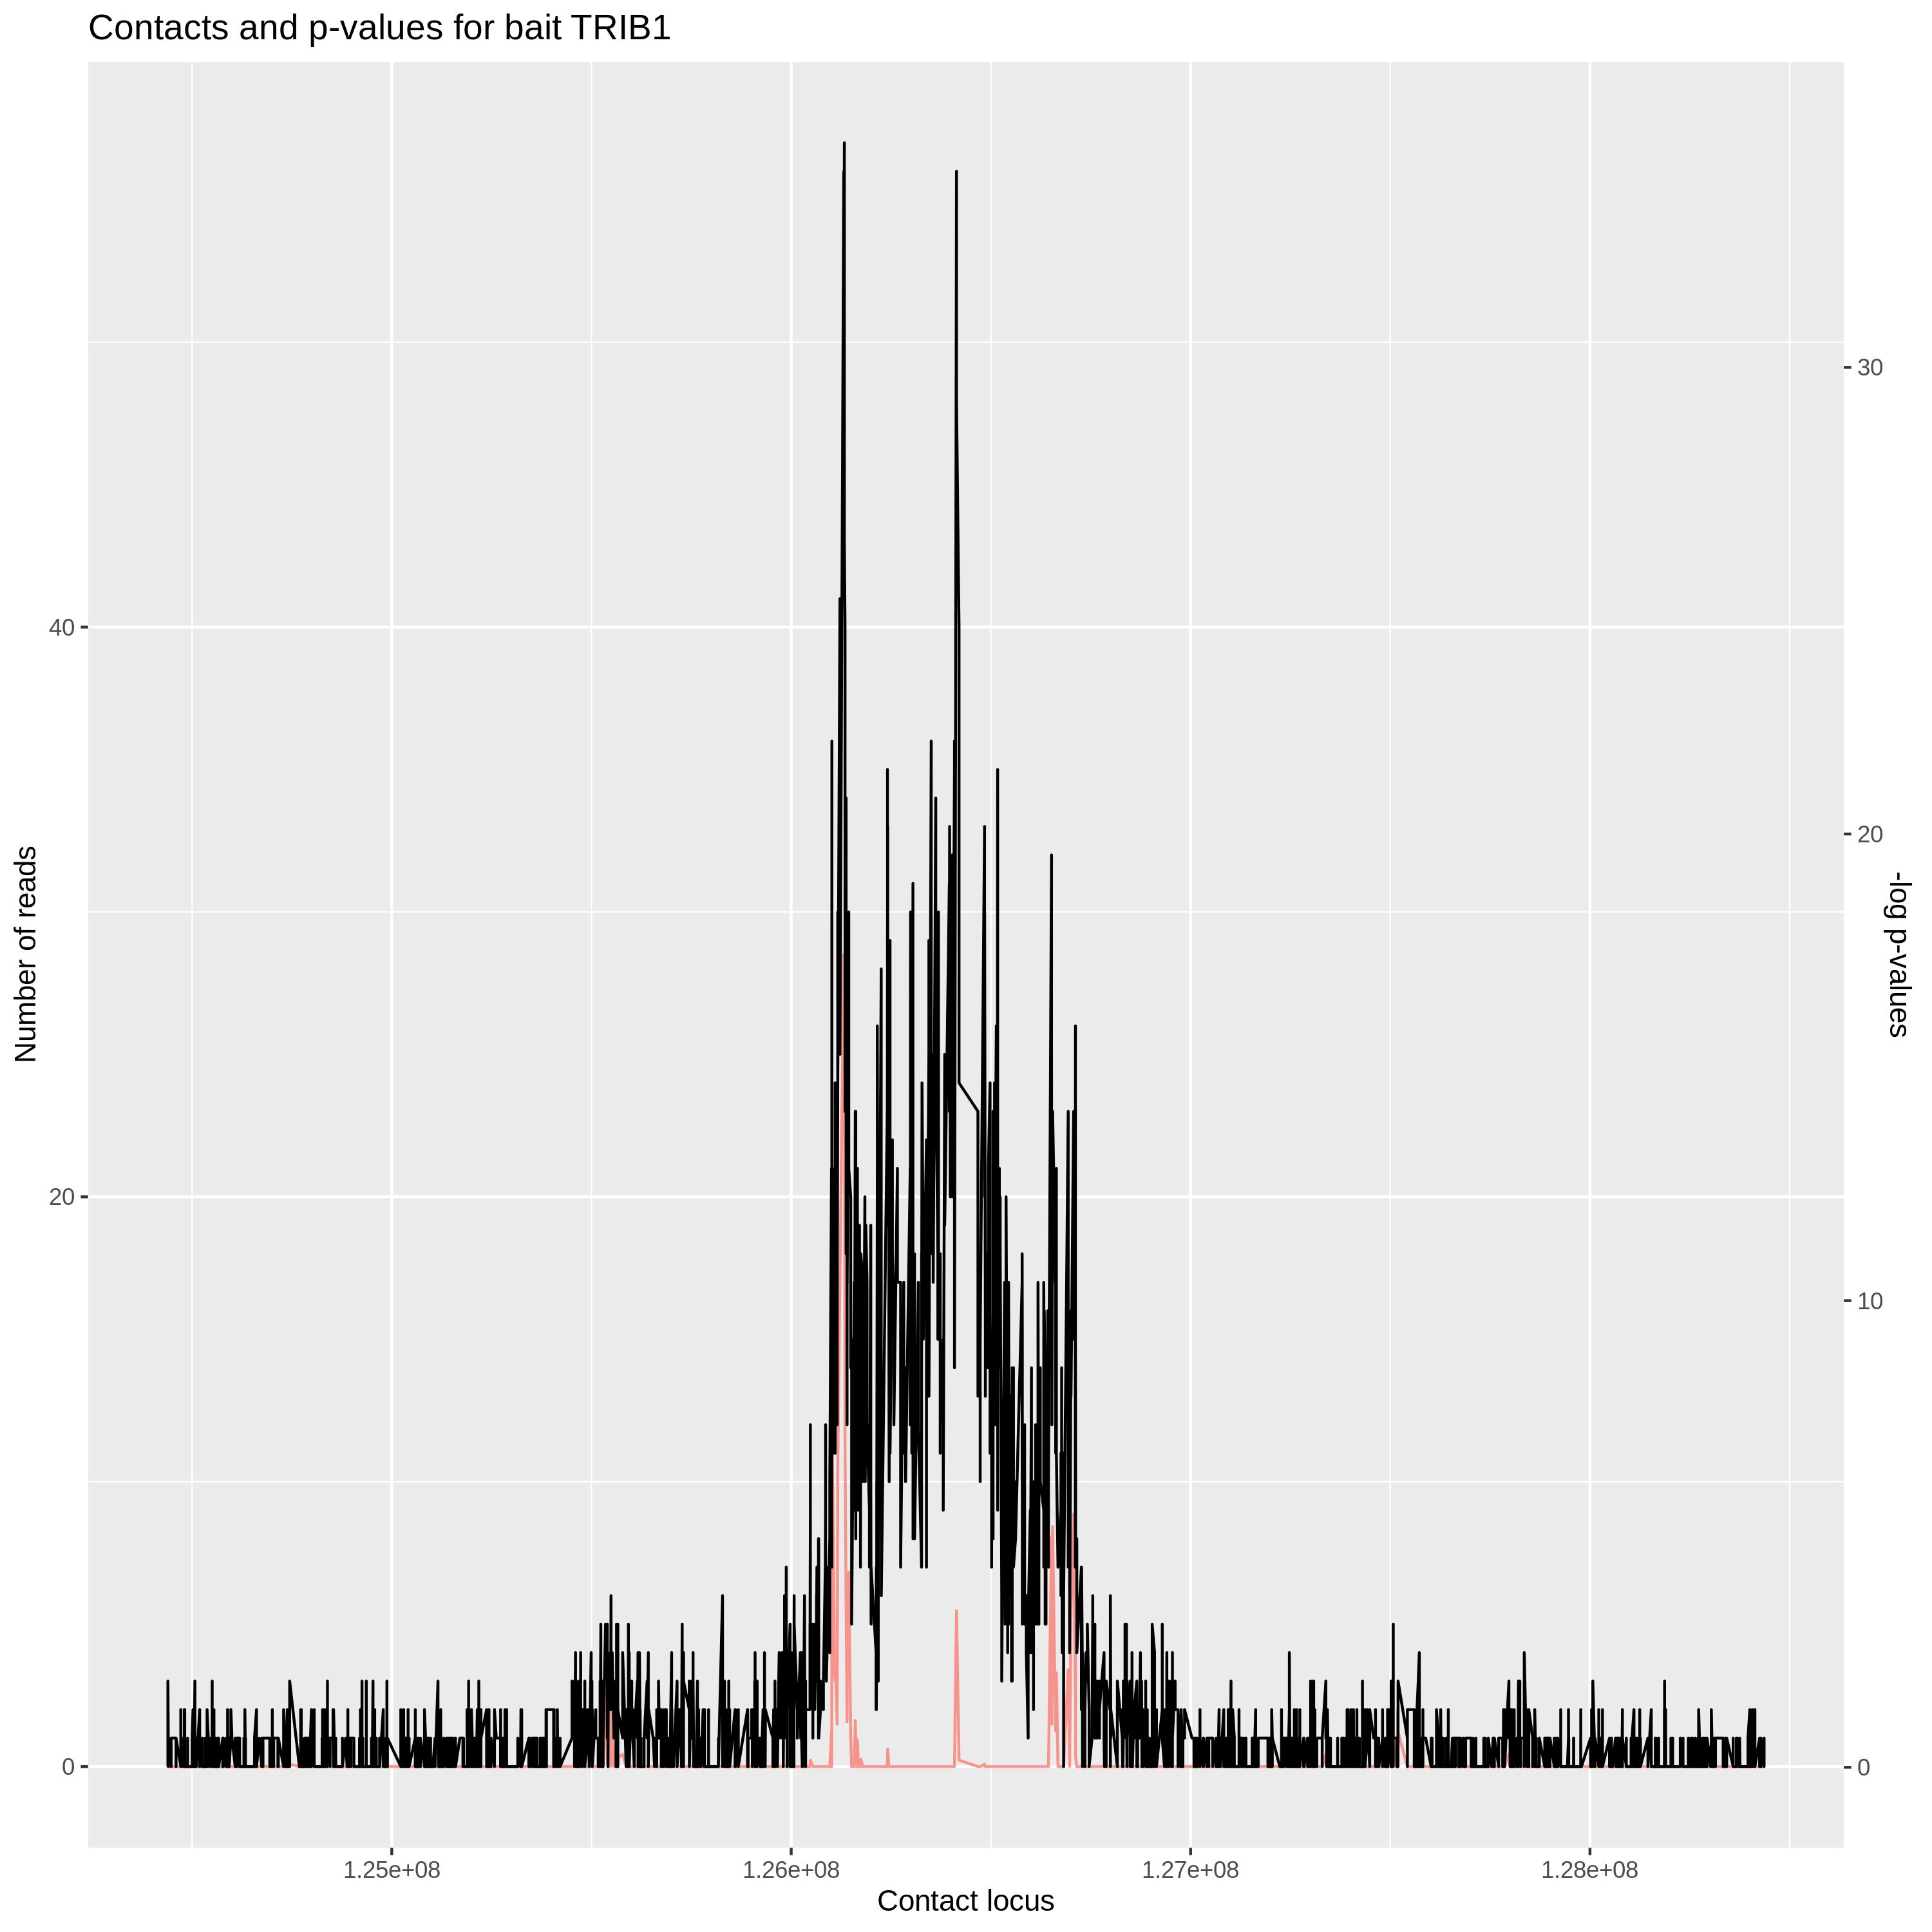 Contacts and p-values for bait TRIB1
Number of reads
40
20
0
30
20
10
0
-log p-values
1.25e+08 1.26e+08 1.27e+08 1.28e+08
Contact locus